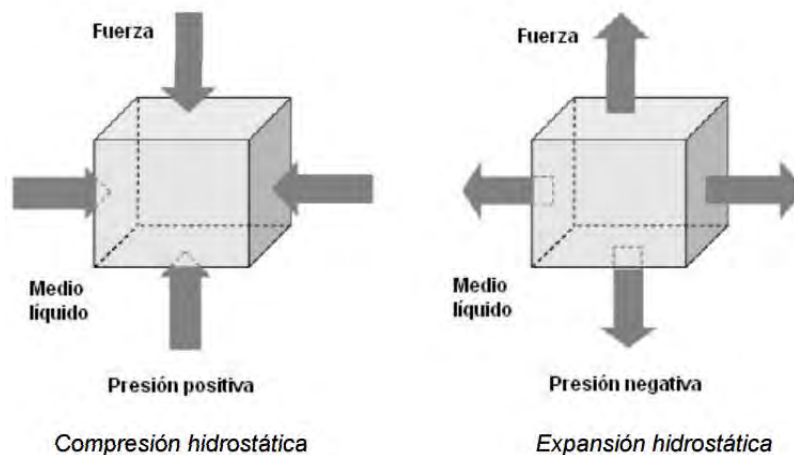 Fuerza
Medio
líquido
Presión positiva
Compresión hidrostática
Fuerza
Medio
líquido
Presión negativa
Expansión hidrostática